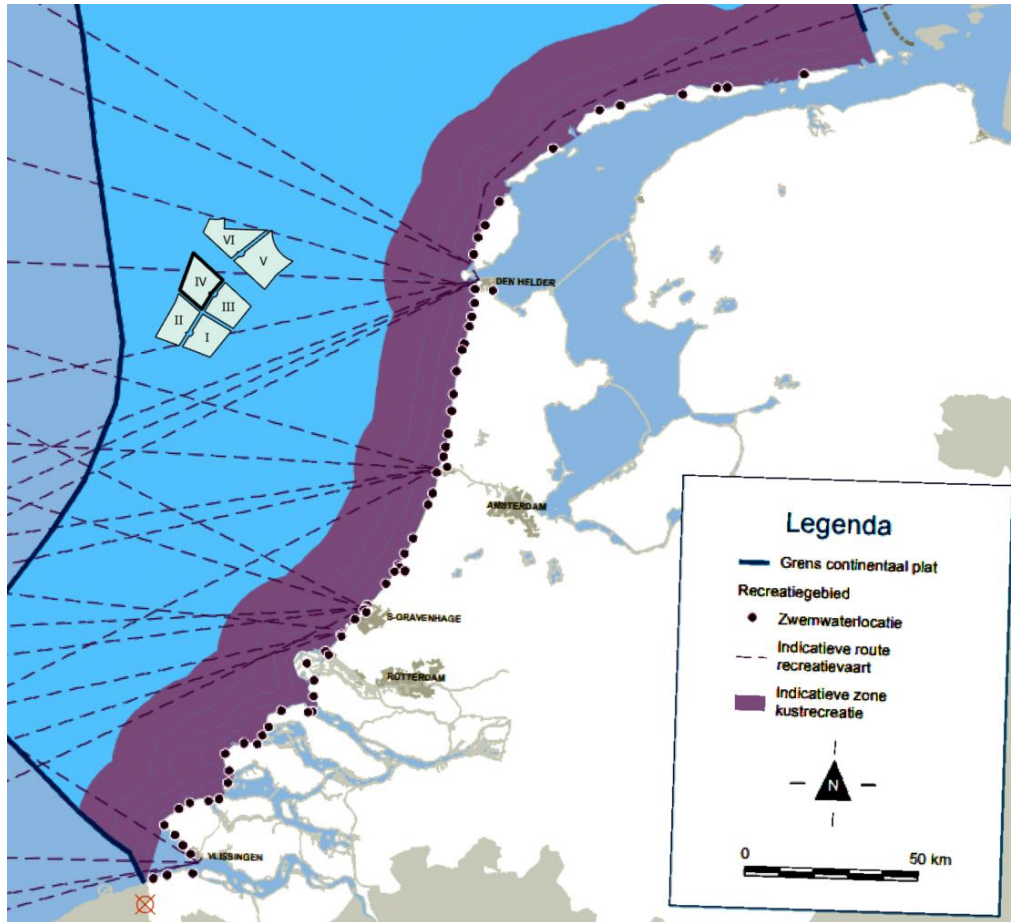 VI
V
IV
III
II
I
DEN HELDER
AMSTERDAM
S-GRAVENHAGE
ROTTERDAM
VLISSINGEN
Legenda
Grens continentaal plat
Recreatiegebied
Zwemwaterlocatie
Indicatieve route
recreatievaart
Indicatieve zone
kustrecreatie
N
0 50 km